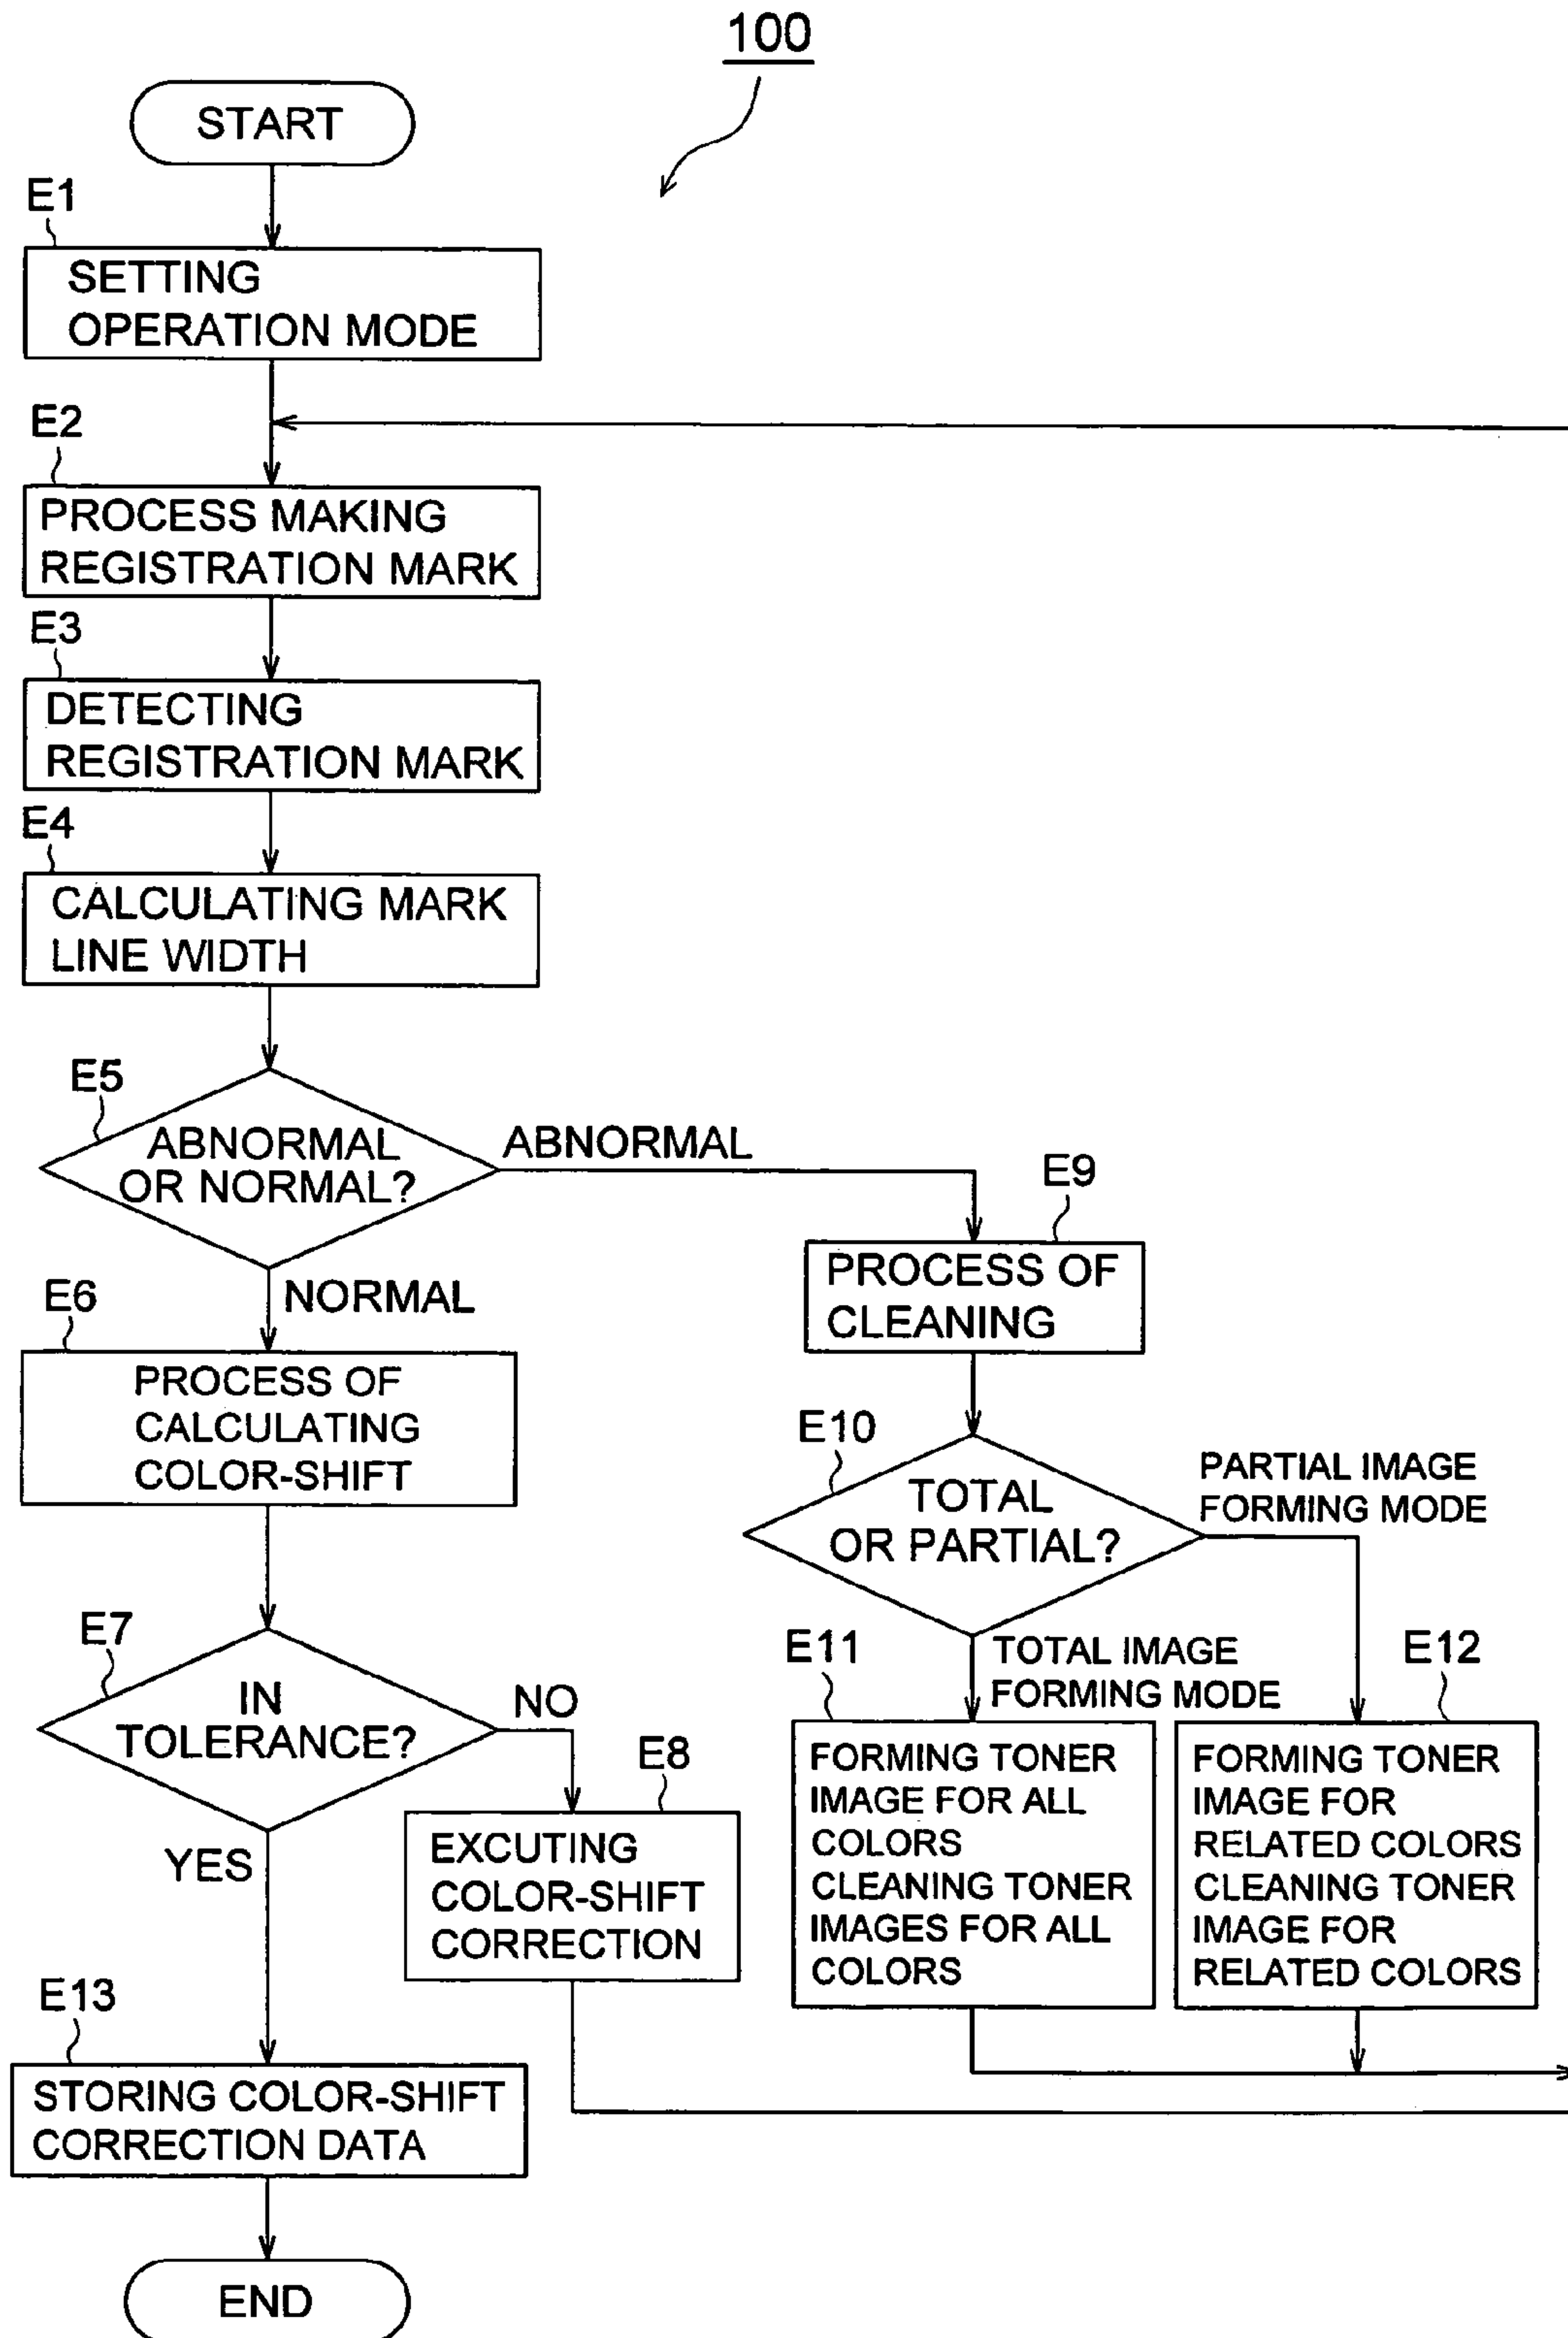 100
START
E1
SETTING
OPERATION MODE
E2
PROCESS MAKING
REGISTRATION MARK
E3
DETECTING
REGISTRATION MARK
E4
CALCULATING MARK
LINE WIDTH
E5
ABNORMAL
OR NORMAL?
ABNORMAL
NORMAL
E9
PROCESS OF
CLEANING
E6
PROCESS OF
CALCULATING
COLOR-SHIFT
E10
TOTAL
OR PARTIAL?
PARTIAL IMAGE
FORMING MODE
TOTAL IMAGE
FORMING MODE
E7
IN
TOLERANCE?
NO
YES
E8
EXCUTING
COLOR-SHIFT
CORRECTION
E11
FORMING TONER
IMAGE FOR ALL
COLORS
CLEANING TONER
IMAGES FOR ALL
COLORS
E12
FORMING TONER
IMAGE FOR
RELATED COLORS
CLEANING TONER
IMAGE FOR
RELATED COLORS
E13
STORING COLOR-SHIFT
CORRECTION DATA
END